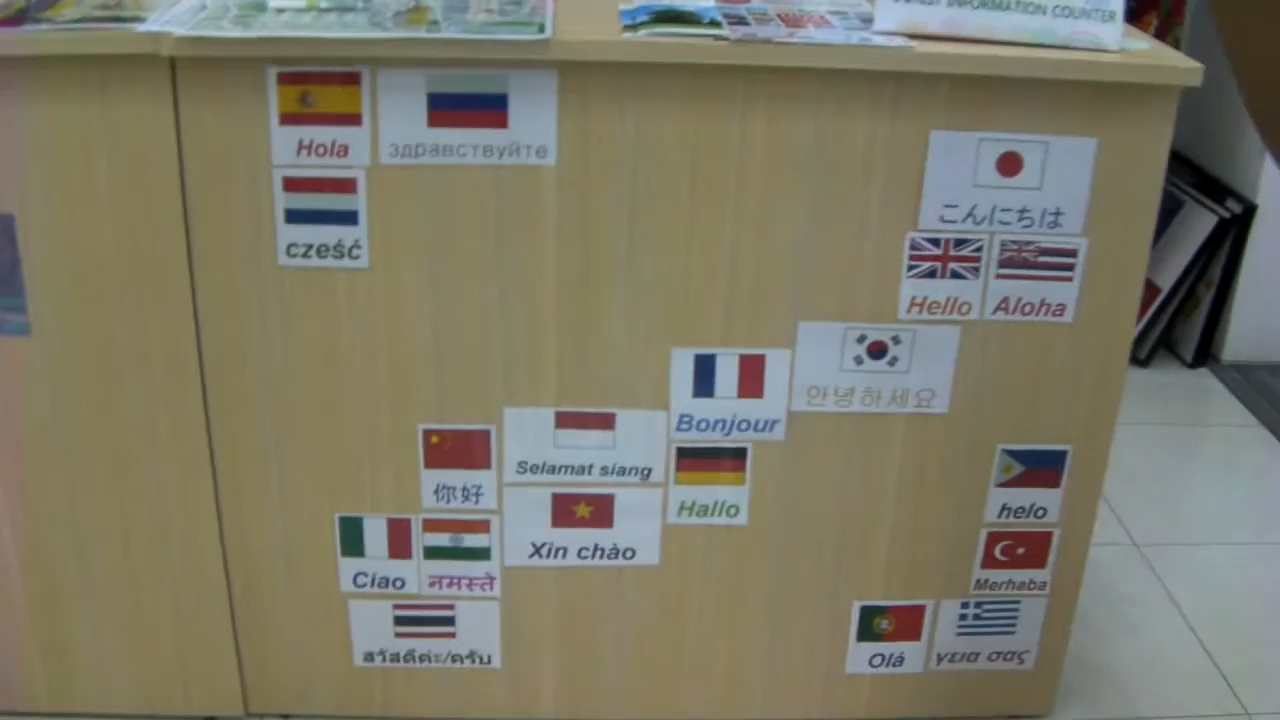 INFORMATION COUNTER
Hola
здравствуйте
cześć
こんにちは
Hello
Aloha
안녕하세요
Bonjour
Selamat siang
你好
Hallo
Xin chào
Ciao
नमस्ते
สวัสดีค่ะ/ครับ
helo
Merhaba
Olá
γεια σας